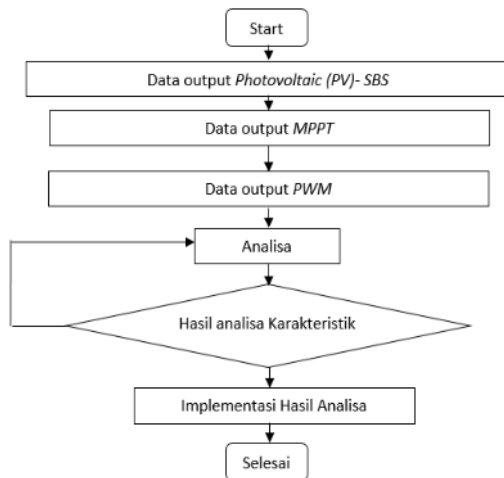 Start
Data output Photovoltaic (PV)- SBS
Data output MPPT
Data output PWM
Analisa
Hasil analisa Karakteristik
Implementasi Hasil Analisa
Selesai